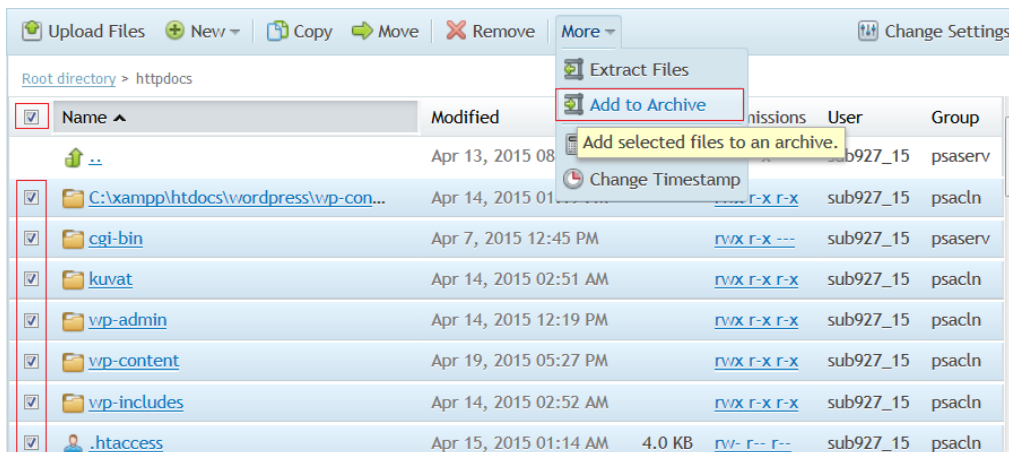 Upload Files New Copy Move Remove More Change Settings
Extract Files
Root directory > httpdocs
Add to Archive
Name Modified User Group
Add selected files to an archive.
.. Apr 13, 2015 08 psaserv
Change Timestamp
C:\xampp\htdocs\wordpress\wp-con... Apr 14, 2015 r-x r-x sub927_15 psacln
cgi-bin Apr 7, 2015 12:45 PM rwx r-x --- sub927_15 psaserv
kuvat Apr 14, 2015 02:51 AM rwx r-x r-x sub927_15 psacln
wp-admin Apr 14, 2015 12:19 PM rwx r-x r-x sub927_15 psacln
wp-content Apr 19, 2015 05:27 PM rwx r-x r-x sub927_15 psacln
wp-includes Apr 14, 2015 02:52 AM rwx r-x r-x sub927_15 psacln
.htaccess Apr 15, 2015 01:14 AM 4.0 KB rw- r-- r-- sub927_15 psacln